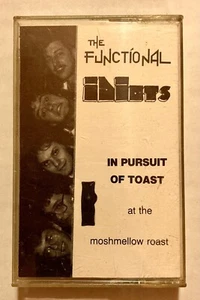 THE
FUNCTIONAL
iDiOTS
IN PURSUIT
OF TOAST
at the
moshmellow roast